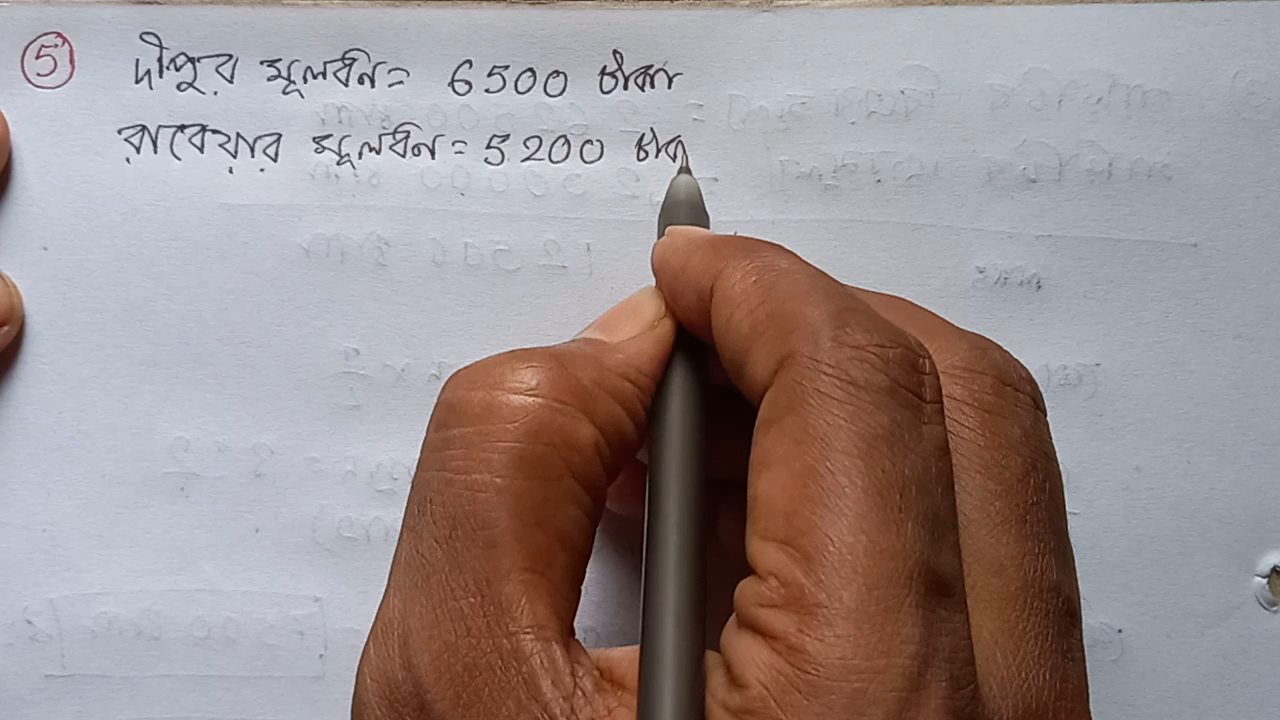 5 দীপুর মূলধন = 6500 টাকা
রাবেয়ার মূলধন = 5200 টাক